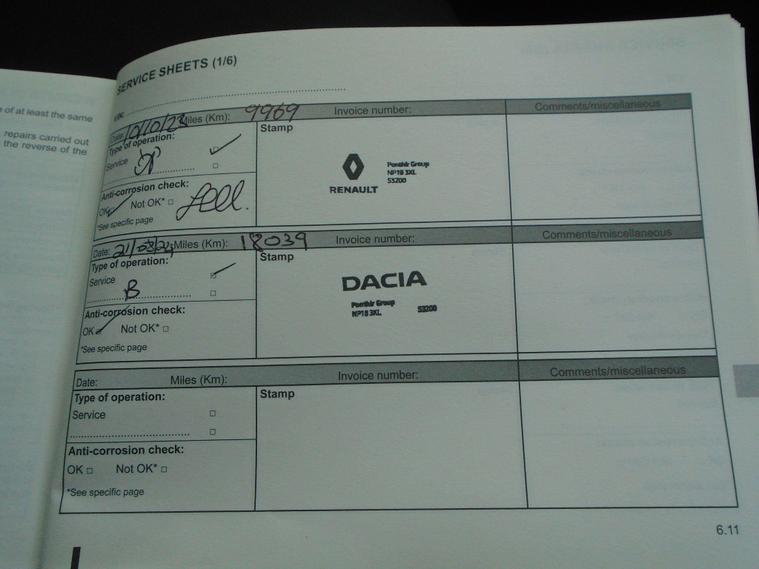 of at least the same
repairs carried out
the reverse of the
SERVICE SHEETS (1/6)
Date: 10/10/23 Miles (Km): 9969 Invoice number: Comments/miscellaneous
Type of operation:
Service
Stamp
RENAULT
Ponthir Group
NP18 3XL
53200
Anti-corrosion check:
OK Not OK*
*See specific page
Date: Miles (Km): 18039 Invoice number: Comments/miscellaneous
Type of operation:
Service
B
Stamp
DACIA
Ponthir Group
NP18 3XL 53200
Anti-corrosion check:
OK Not OK*
*See specific page
Date: Miles (Km): Invoice number: Comments/miscellaneous
Type of operation:
Service
Stamp
Anti-corrosion check:
OK Not OK*
*See specific page
6.11